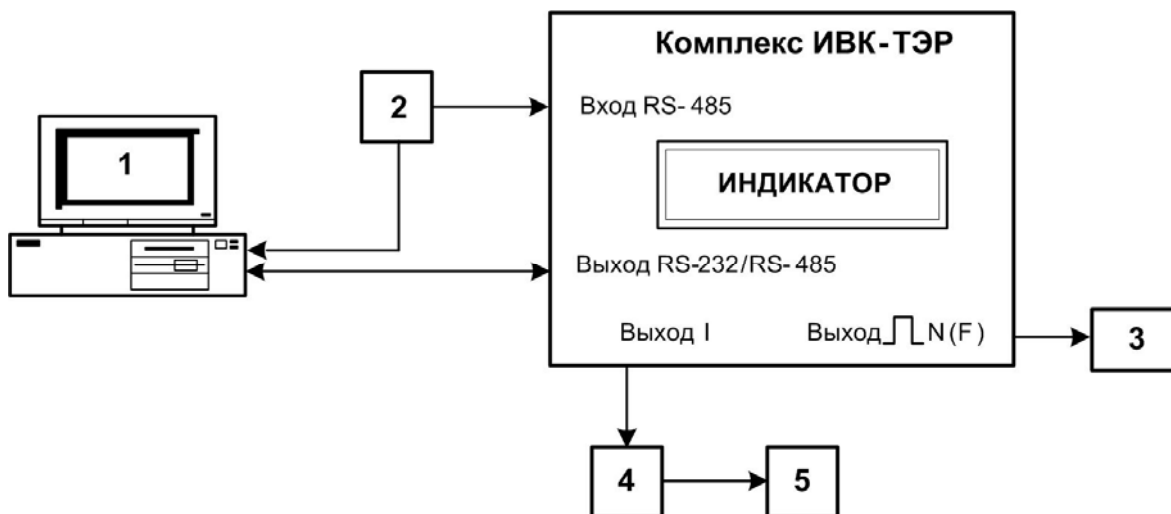 Комплекс ИВК-ТЭР
1
2
Вход RS-485
ИНДИКАТОР
Выход RS-232/RS-485
Выход I
Выход N(F)
3
4
5